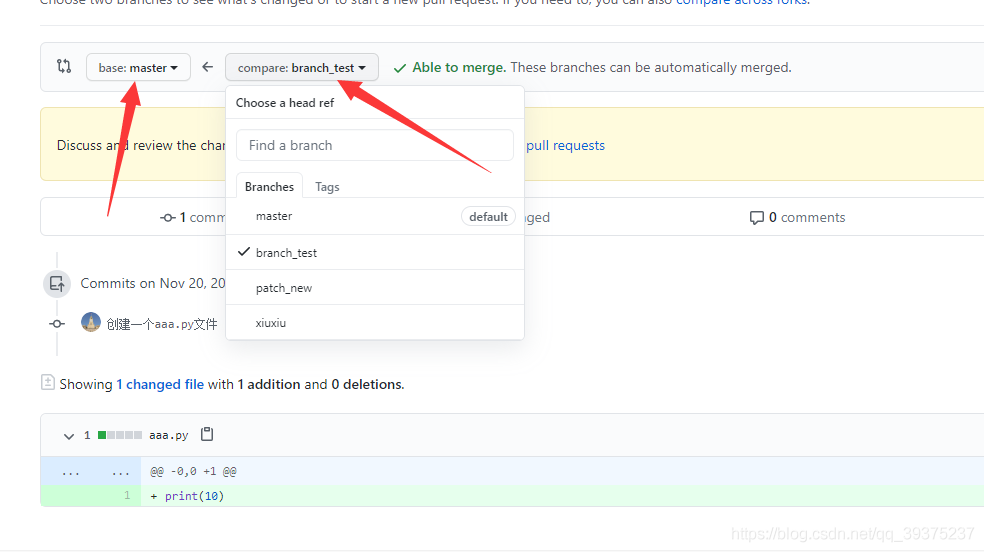 Choose two branches to see what's changed or to start a new pull request. If you need to, you can also compare across forks.
base: master
compare: branch_test
Able to merge. These branches can be automatically merged.
Choose a head ref
Discuss and review the
pull requests
Find a branch
Branches
Tags
1
0 comments
master
default
branch_test
patch_new
xiuxiu
Commits on Nov 20, 20
创建一个aaa.py文件
Showing 1 changed file with 1 addition and 0 deletions.
1
aaa.py
... ... @@ -0,0 +1 @@
1 + print(10)
https://blog.csdn.net/qq_39375237